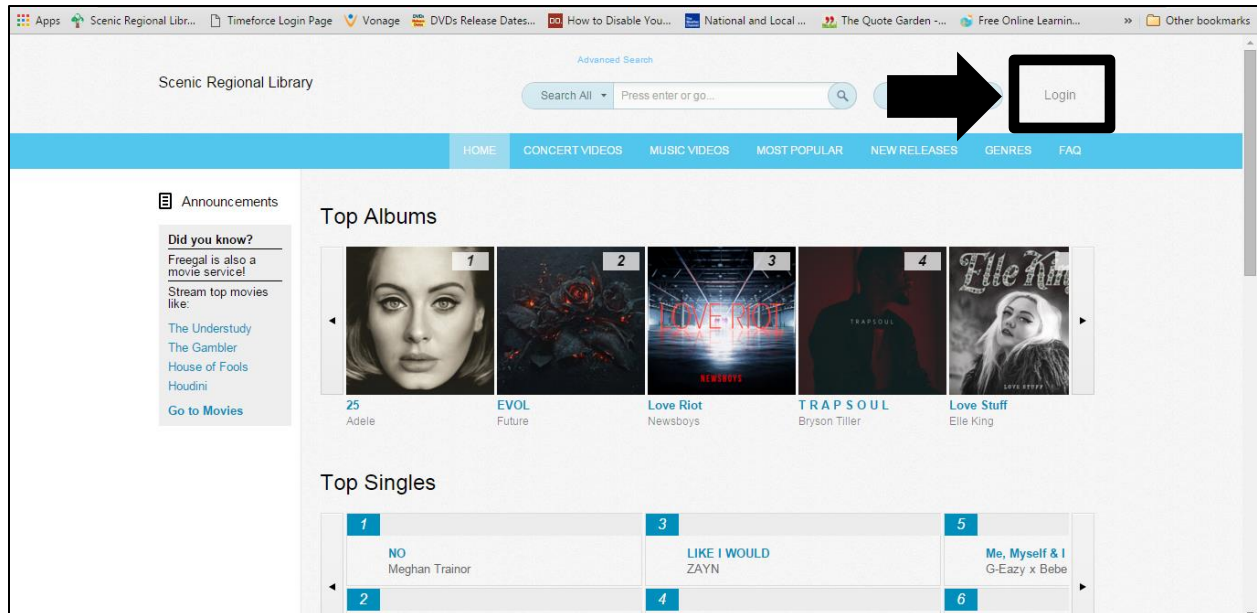 Apps Scenic Regional Libr... Timeforce Login Page Vonage DVDs Release Dates... How to Disable You... National and Local ... The Quote Garden -... Free Online Learnin... » Other bookmarks
Advanced Search
Scenic Regional Library
Search All Press enter or go...
Login
HOME CONCERT VIDEOS MUSIC VIDEOS MOST POPULAR NEW RELEASES GENRES FAQ
Announcements
Did you know?
Freegal is also a
movie service!
Stream top movies
like:
The Understudy
The Gambler
House of Fools
Houdini
Go to Movies
Top Albums
1 2 3 4
LOVE RIOT
NEWSBOYS
TRAPSOUL
Elle Kin
LOVE STUFF
25 EVOL Love Riot T R A P S O U L Love Stuff
Adele Future Newsboys Bryson Tiller Elle King
Top Singles
1 3 5
NO LIKE I WOULD Me, Myself & I
Meghan Trainor ZAYN G-Eazy x Bebe
2 4 6